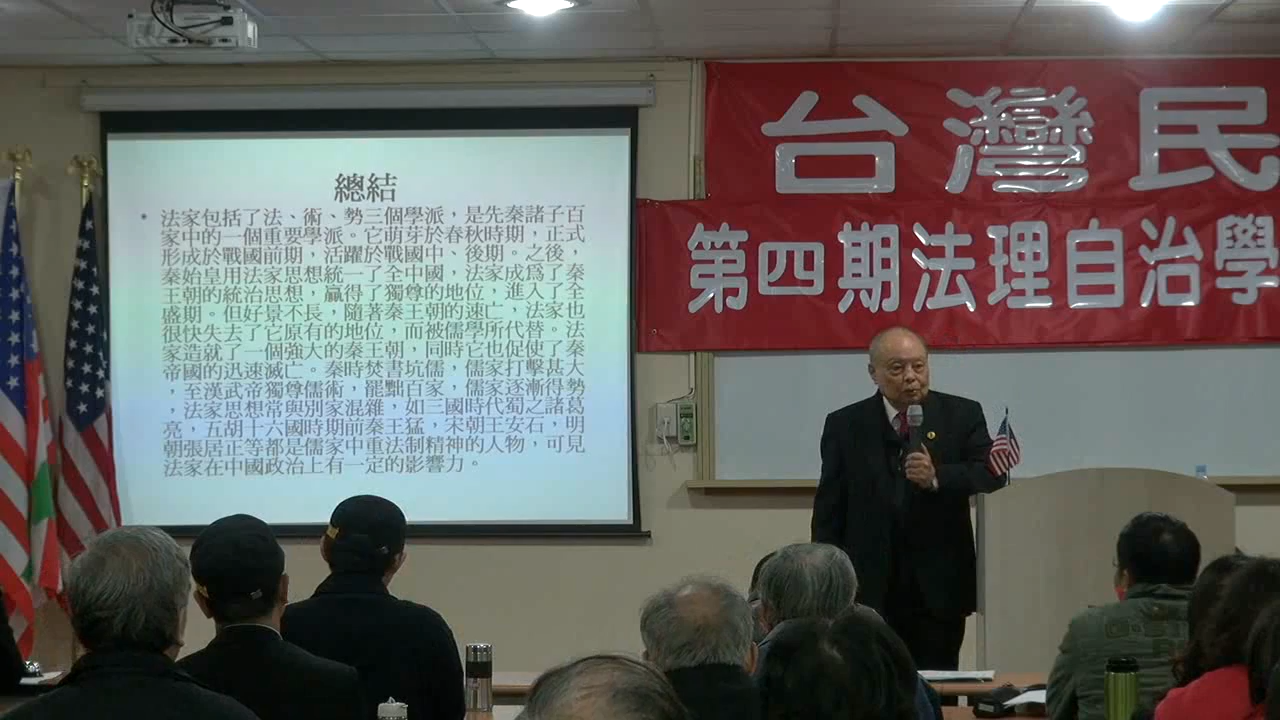 總結
• 法家包括了法、術、勢三個學派，是先秦諸子百
家中的一個重要學派。它萌芽於春秋時期，正式
形成於戰國前期，活躍於戰國中、後期。之後，
秦始皇用法家思想統一了全中國，法家成爲了秦
王朝的統治思想，贏得了獨尊的地位，進入了全
盛期。但好景不長，隨著秦王朝的速亡，法家也
很快失去了它原有的地位，而被儒學所代替。法
家造就了一個強大的秦王朝，同時它也促使了秦
帝國的迅速滅亡。秦時焚書坑儒，儒家打擊甚大
，至漢武帝獨尊儒術，罷黜百家，儒家逐漸得勢
，法家思想常與別家混雜，如三國時代蜀之諸葛
亮，五胡十六國時期前秦王猛，宋朝王安石，明
朝張居正等都是儒家中重法制精神的人物，可見
法家在中國政治上有一定的影響力。
台灣民
第四期法理自治學